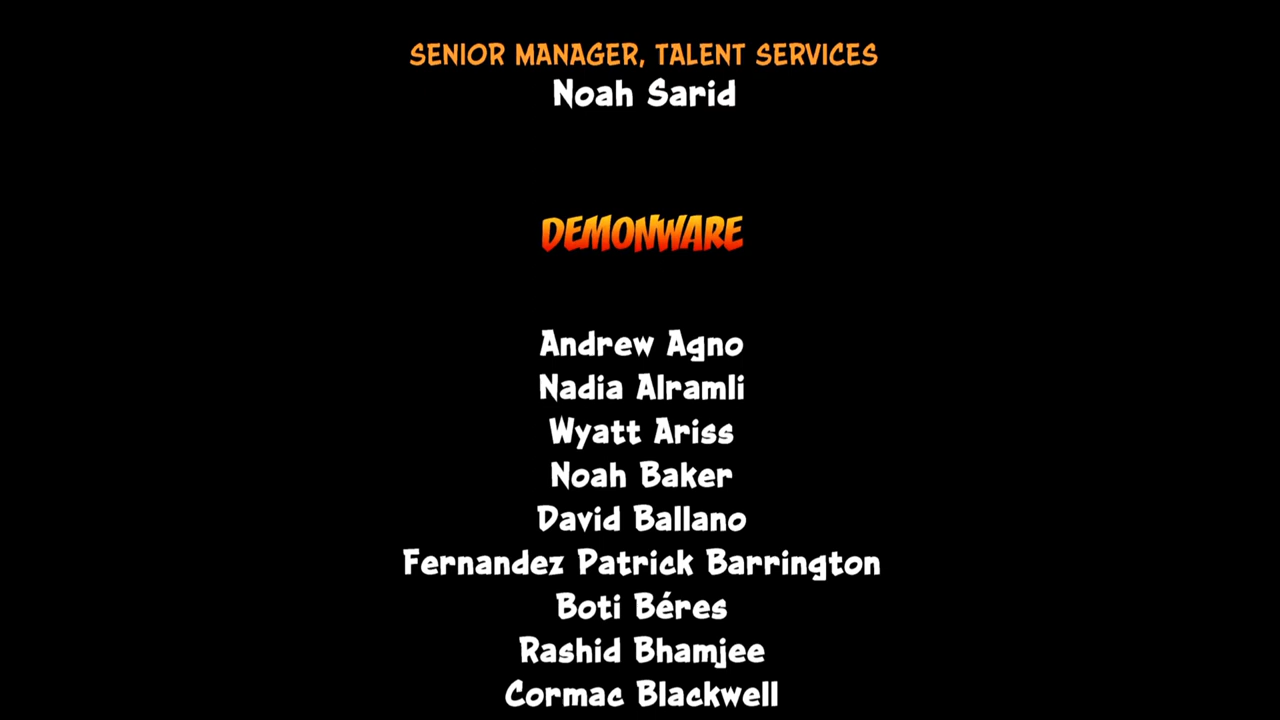 SENIOR MANAGER, TALENT SERVICES
Noah Sarid
DEMONWARE
Andrew Agno
Nadia Alramli
Wyatt Ariss
Noah Baker
David Ballano
Fernandez Patrick Barrington
Boti Béres
Rashid Bhamjee
Cormac Blackwell